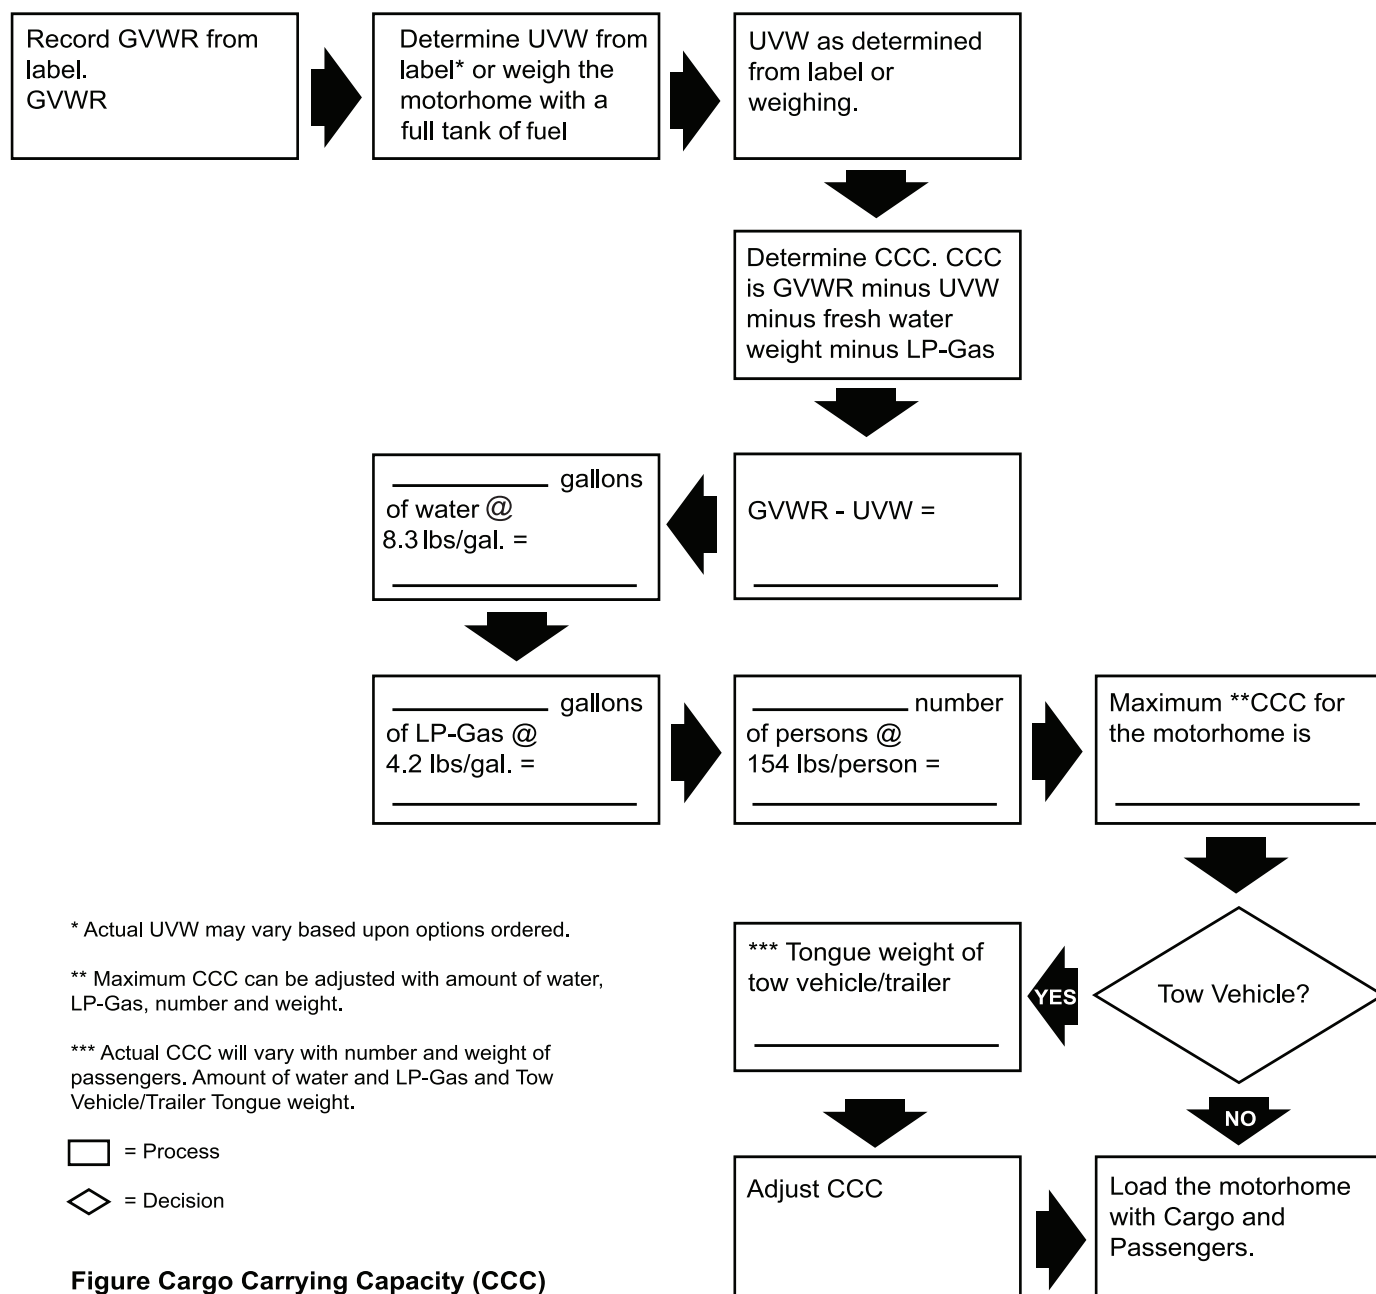 Record GVWR from
label.
GVWR
Determine UVW from
label* or weigh the
motorhome with a
full tank of fuel
UVW as determined
from label or
weighing.
Determine CCC. CCC
is GVWR minus UVW
minus fresh water
weight minus LP-Gas
GVWR - UVW =
gallons
of water @
8.3 lbs/gal. =
gallons
of LP-Gas @
4.2 lbs/gal. =
number
of persons @
154 lbs/person =
Maximum **CCC for
the motorhome is
Tow Vehicle?
YES
*** Tongue weight of
tow vehicle/trailer
NO
Adjust CCC
Load the motorhome
with Cargo and
Passengers.
* Actual UVW may vary based upon options ordered.
** Maximum CCC can be adjusted with amount of water,
LP-Gas, number and weight.
*** Actual CCC will vary with number and weight of
passengers. Amount of water and LP-Gas and Tow
Vehicle/Trailer Tongue weight.
= Process
= Decision
Figure Cargo Carrying Capacity (CCC)